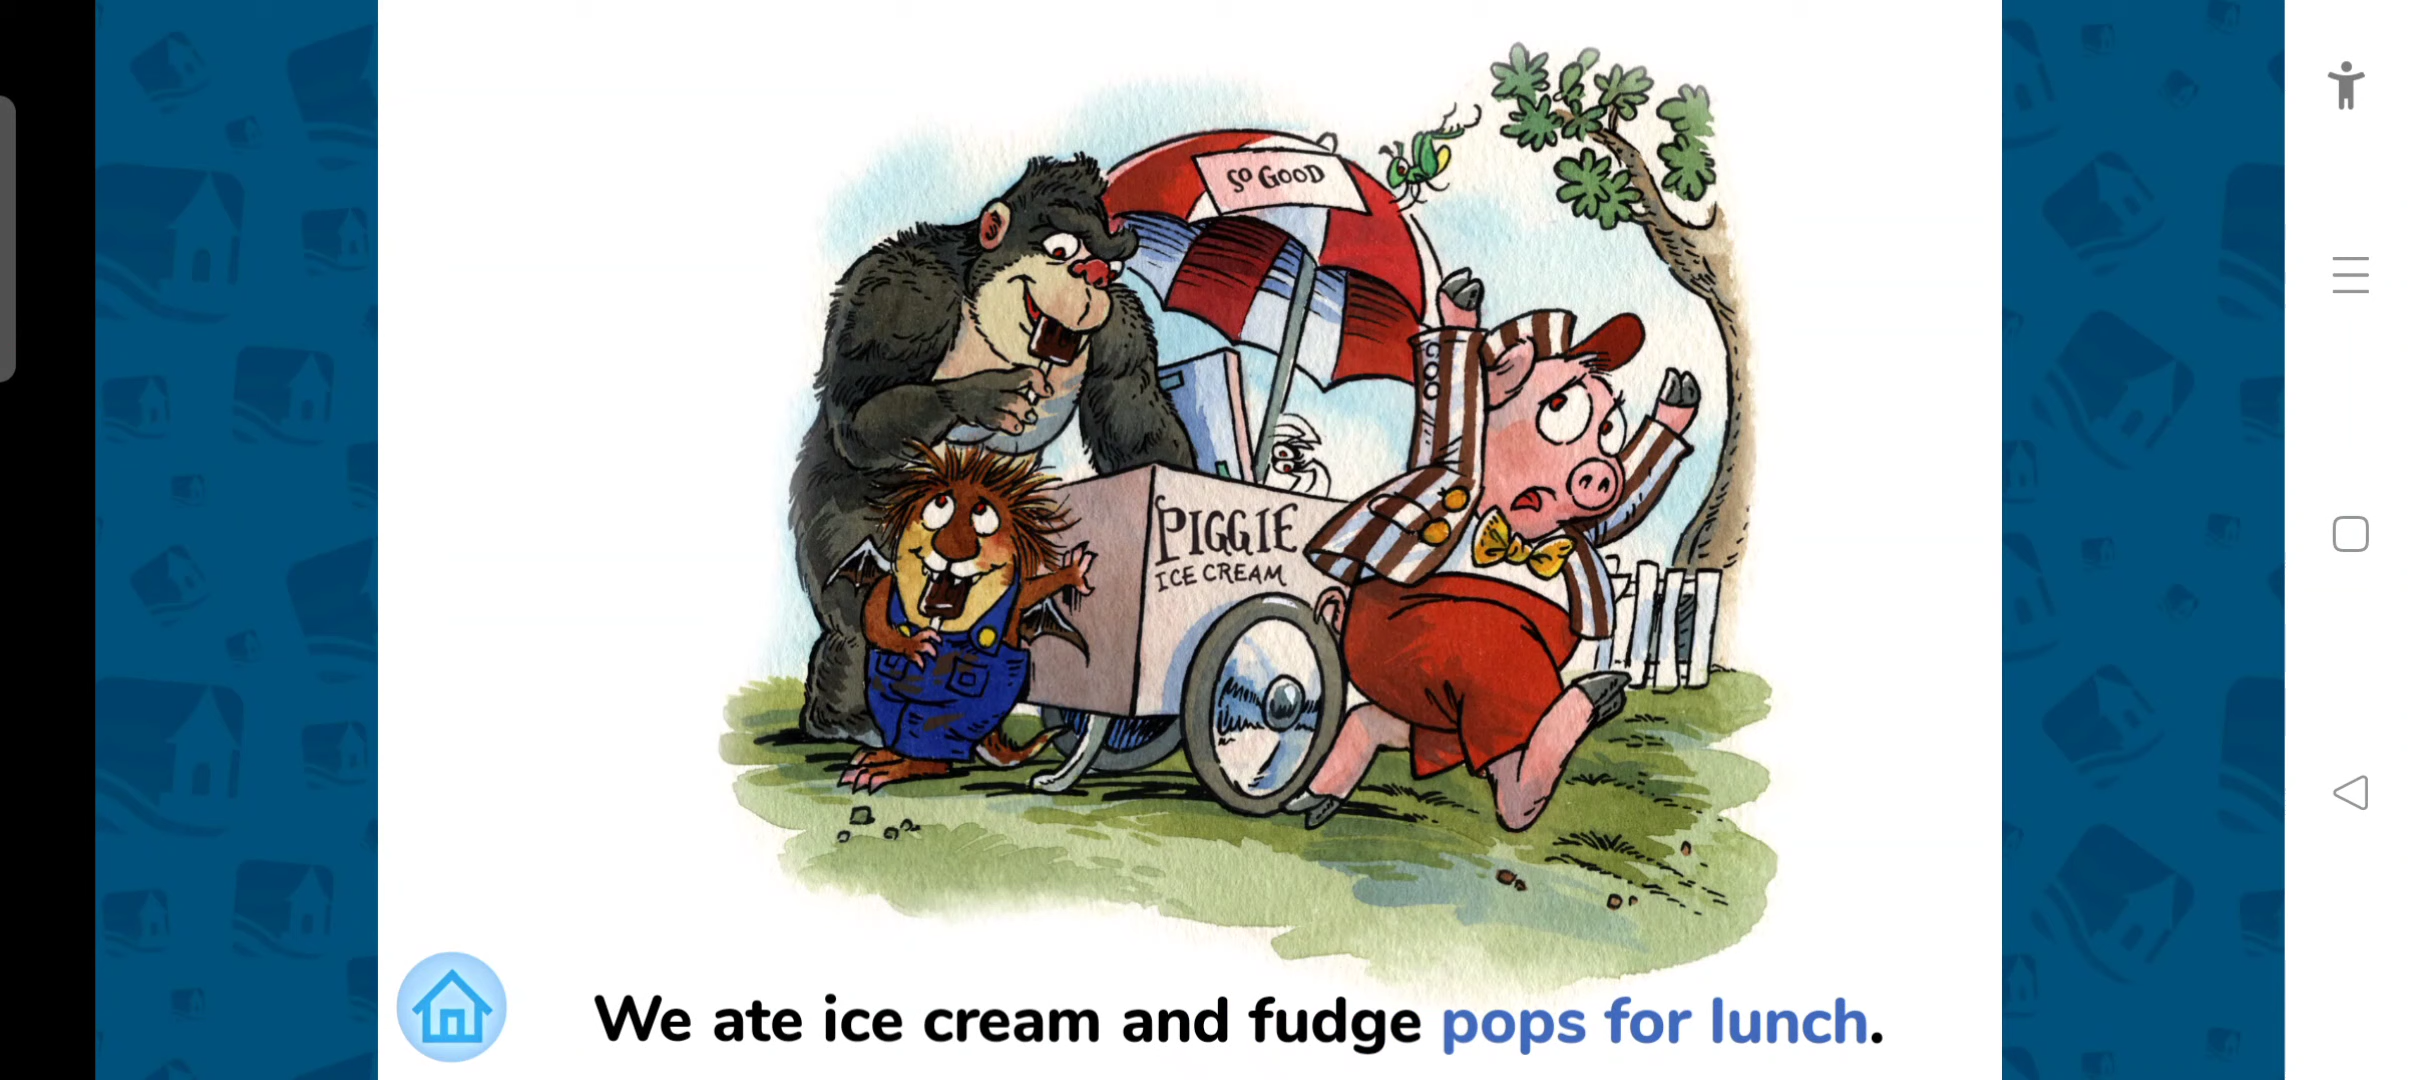 SO GOOD
PIGGIE
ICE CREAM
We ate ice cream and fudge pops for lunch.